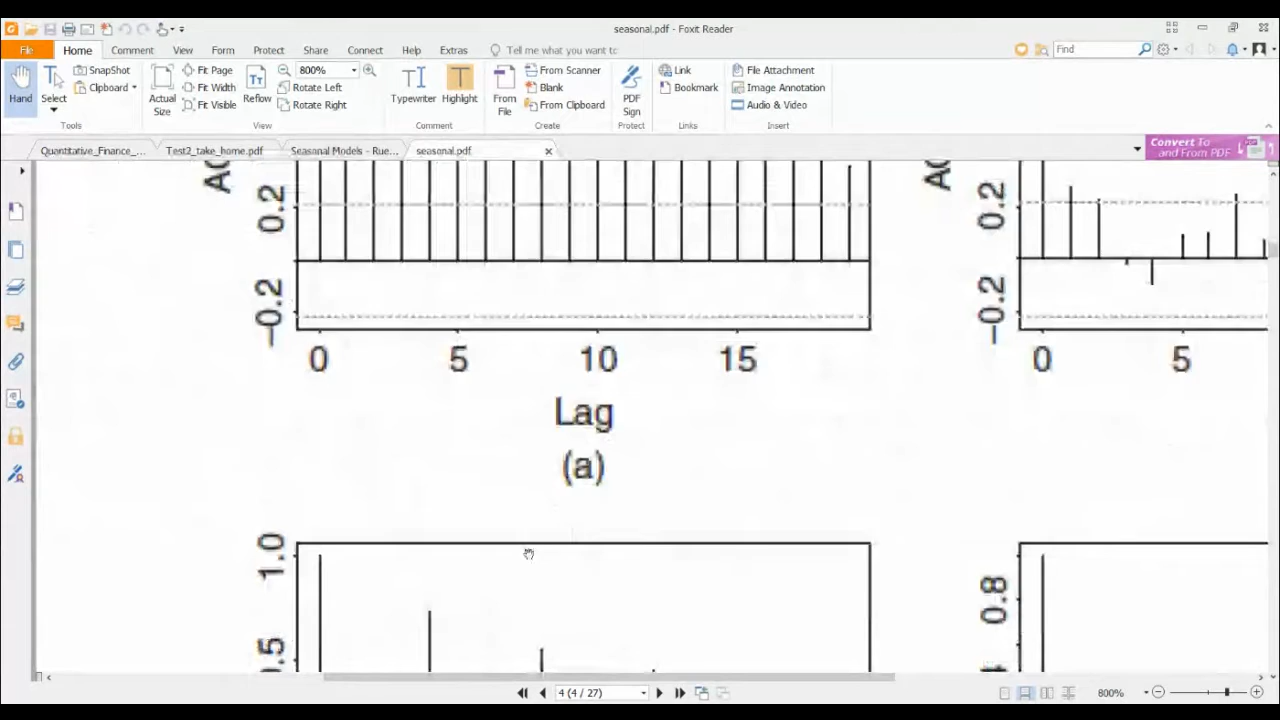 seasonal.pdf - Foxit Reader
File Home Comment View Form Protect Share Connect Help Extras Tell me what you want to Find
Hand
Select
SnapShot
Clipboard
Tools
Actual Size
Fit Page
Fit Width
Fit Visible
Reflow
800%
Rotate Left
Rotate Right
View
Typewriter
Highlight
Comment
From File
From Scanner
Blank
From Clipboard
Create
PDF Sign
Protect
Link
Bookmark
Links
File Attachment
Image Annotation
Audio & Video
Insert
Quantitative_Finance_... Test2_take_home.pdf Seasonal Models - Rue... seasonal.pdf
Convert To and From PDF
0.2
-0.2
0 5 10 15
Lag
(a)
0.2
-0.2
0 5
1.0
0.8
4 (4 / 27)
800%